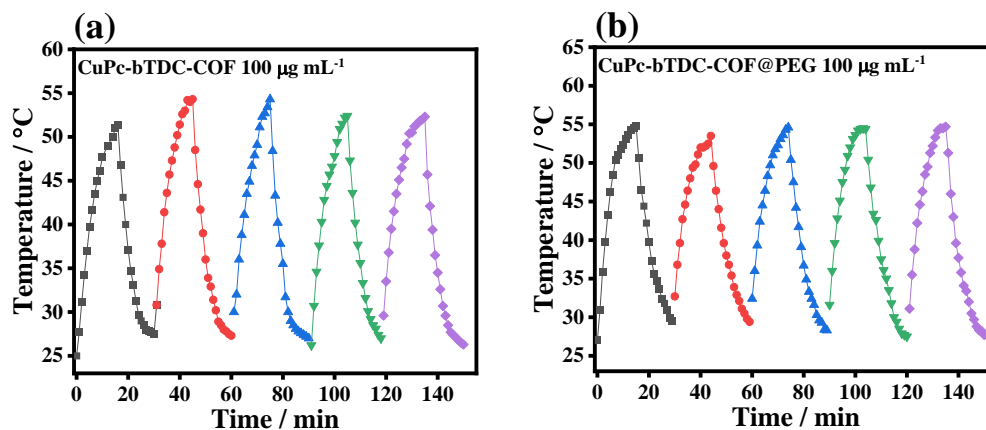 (a)
CuPc-bTDC-COF 100 μg mL⁻¹
Temperature / °C
60
55
50
45
40
35
30
25
0 20 40 60 80 100 120 140
Time / min
(b)
CuPc-bTDC-COF@PEG 100 μg mL⁻¹
Temperature / °C
65
60
55
50
45
40
35
30
25
0 20 40 60 80 100 120 140
Time / min